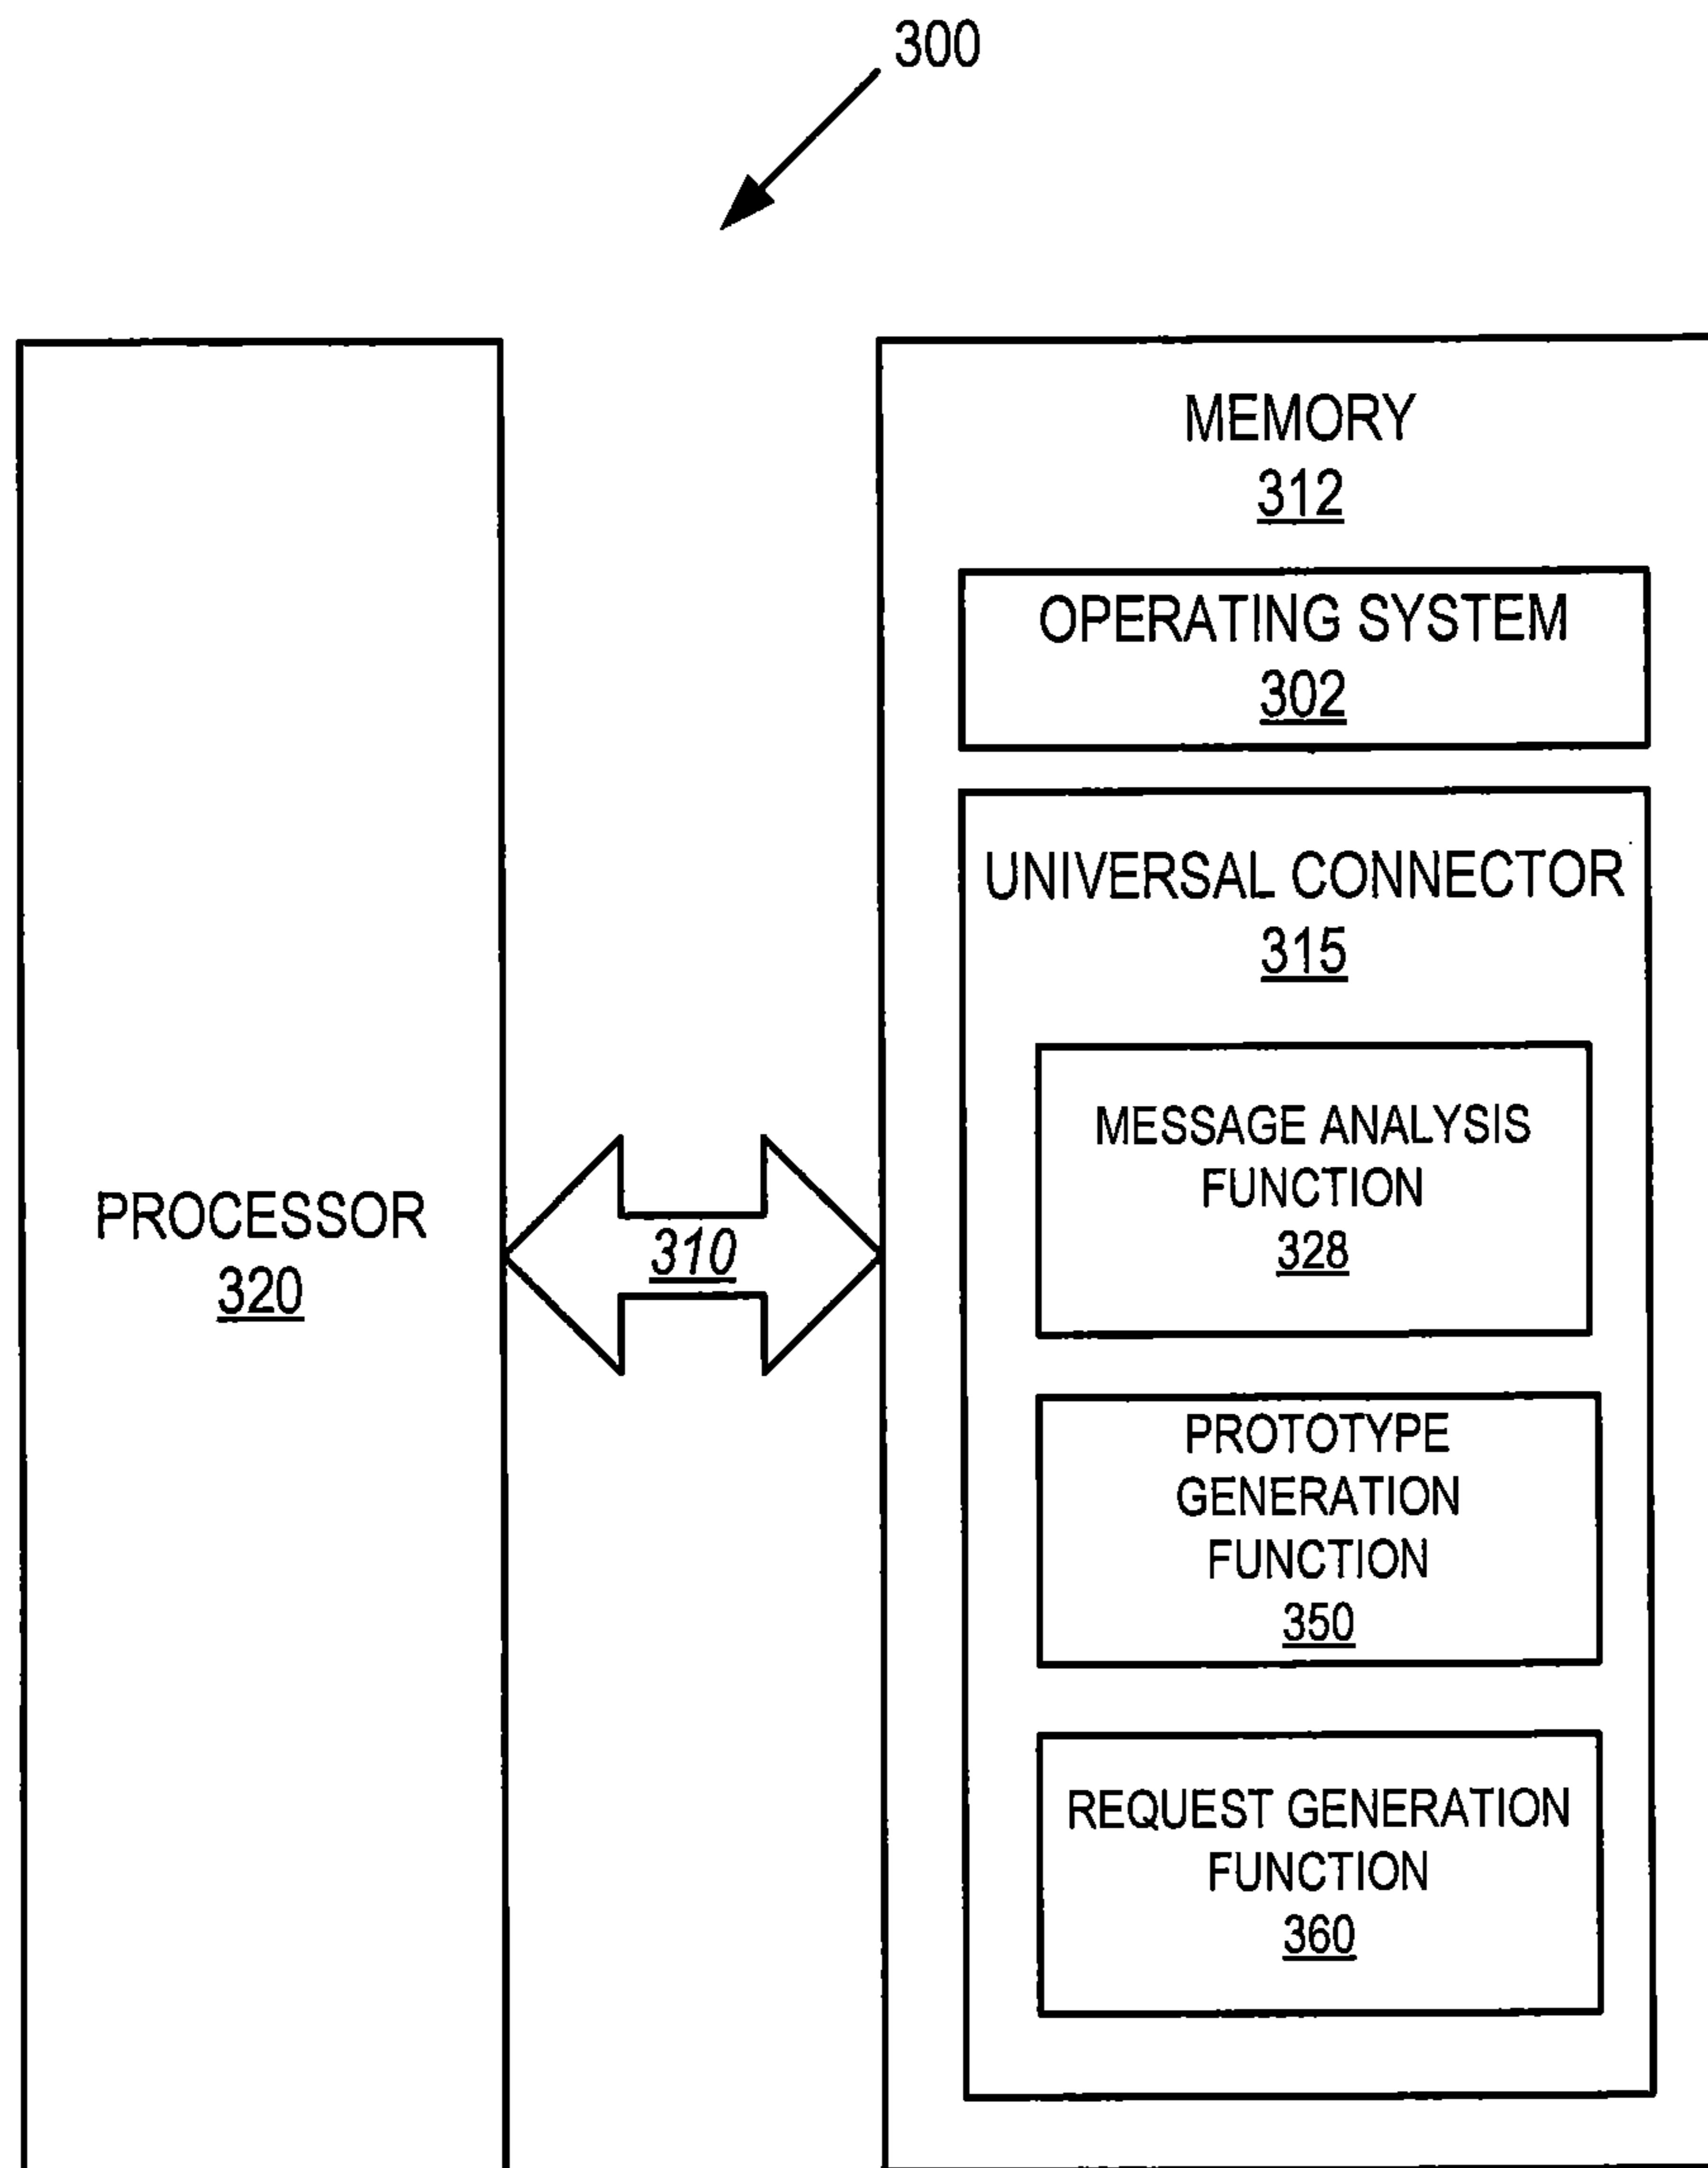 300
MEMORY
312
OPERATING SYSTEM
302
UNIVERSAL CONNECTOR
315
MESSAGE ANALYSIS
FUNCTION
328
PROCESSOR
320
310
PROTOTYPE
GENERATION
FUNCTION
350
REQUEST GENERATION
FUNCTION
360